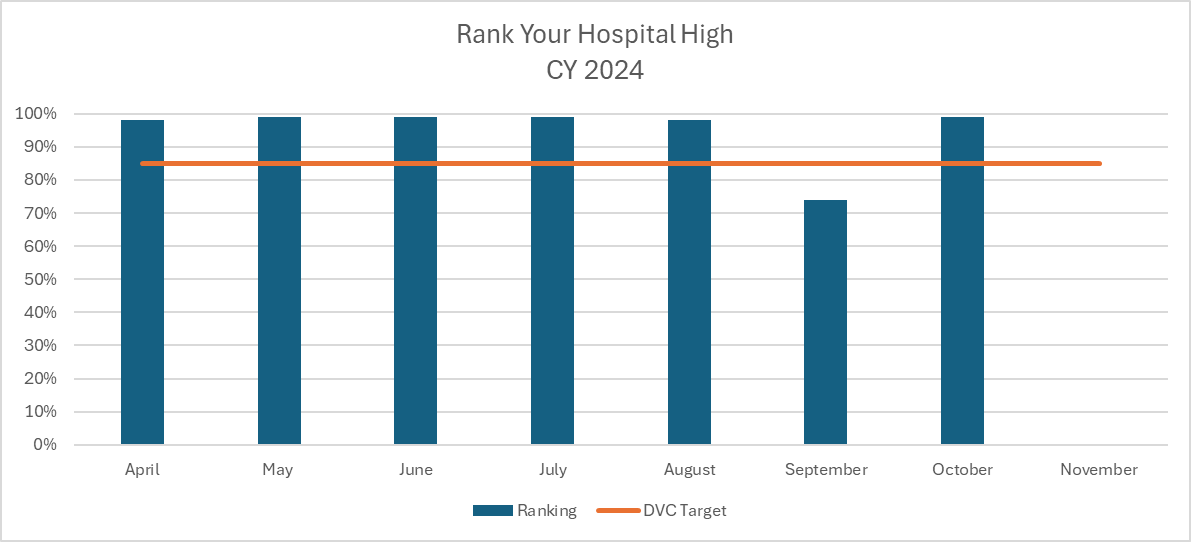 Rank Your Hospital High
CY 2024
100%
90%
80%
70%
60%
50%
40%
30%
20%
10%
0%
April May June July August September October November
Ranking DVC Target